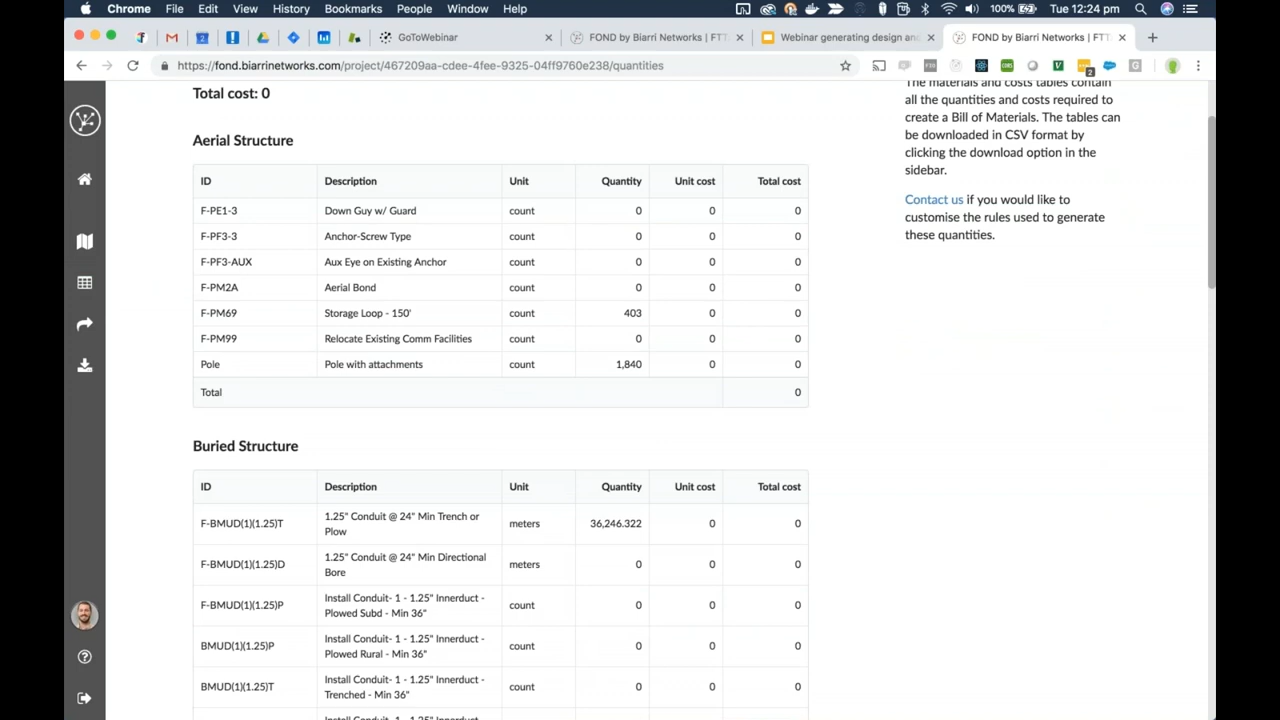 Chrome File Edit View History Bookmarks People Window Help 100% Tue 12:24 pm
GoToWebinar FOND by Biarri Networks | FTT Webinar generating design an FOND by Biarri Networks | FTT
https://fond.biarrinetworks.com/project/467209aa-cdee-4fee-9325-04ff9760e238/quantities
Total cost: 0
Aerial Structure
ID Description Unit Quantity Unit cost Total cost
F-PE1-3 Down Guy w/ Guard count 0 0 0
F-PF3-3 Anchor-Screw Type count 0 0 0
F-PF3-AUX Aux Eye on Existing Anchor count 0 0 0
F-PM2A Aerial Bond count 0 0 0
F-PM69 Storage Loop - 150' count 403 0 0
F-PM99 Relocate Existing Comm Facilities count 0 0 0
Pole Pole with attachments count 1,840 0 0
Total 0
Buried Structure
ID Description Unit Quantity Unit cost Total cost
F-BMUD(1)(1.25)T 1.25" Conduit @ 24" Min Trench or meters 36,246.322 0 0
Plow
F-BMUD(1)(1.25)D 1.25" Conduit @ 24" Min Directional meters 0 0 0
Bore
F-BMUD(1)(1.25)P Install Conduit- 1 - 1.25" Innerduct - count 0 0 0
Plowed Subd - Min 36"
BMUD(1)(1.25)P Install Conduit- 1 - 1.25" Innerduct - count 0 0 0
Plowed Rural - Min 36"
BMUD(1)(1.25)T Install Conduit- 1 - 1.25" Innerduct - count 0 0 0
Trenched - Min 36"
Install Conduit- 1 - 1.25" Innerduct -
The materials and costs tables contain
all the quantities and costs required to
create a Bill of Materials. The tables can
be downloaded in CSV format by
clicking the download option in the
sidebar.
Contact us if you would like to
customise the rules used to generate
these quantities.